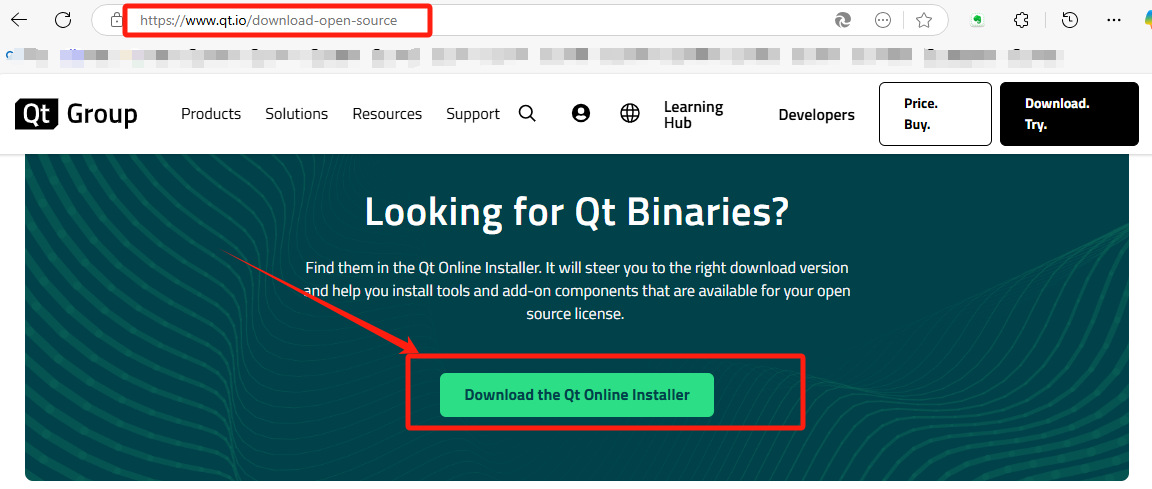 https://www.qt.io/download-open-source
Qt Group
Products
Solutions
Resources
Support
Learning
Hub
Developers
Price.
Buy.
Download.
Try.
Looking for Qt Binaries?
Find them in the Qt Online Installer. It will steer you to the right download version
and help you install tools and add-on components that are available for your open
source license.
Download the Qt Online Installer